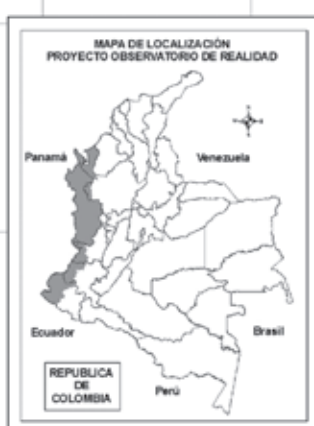 MAPA DE LOCALIZACIÓN
PROYECTO OBSERVATORIO DE REALIDAD
Panamá
Venezuela
Ecuador
Brasil
Perú
REPUBLICA
DE
COLOMBIA